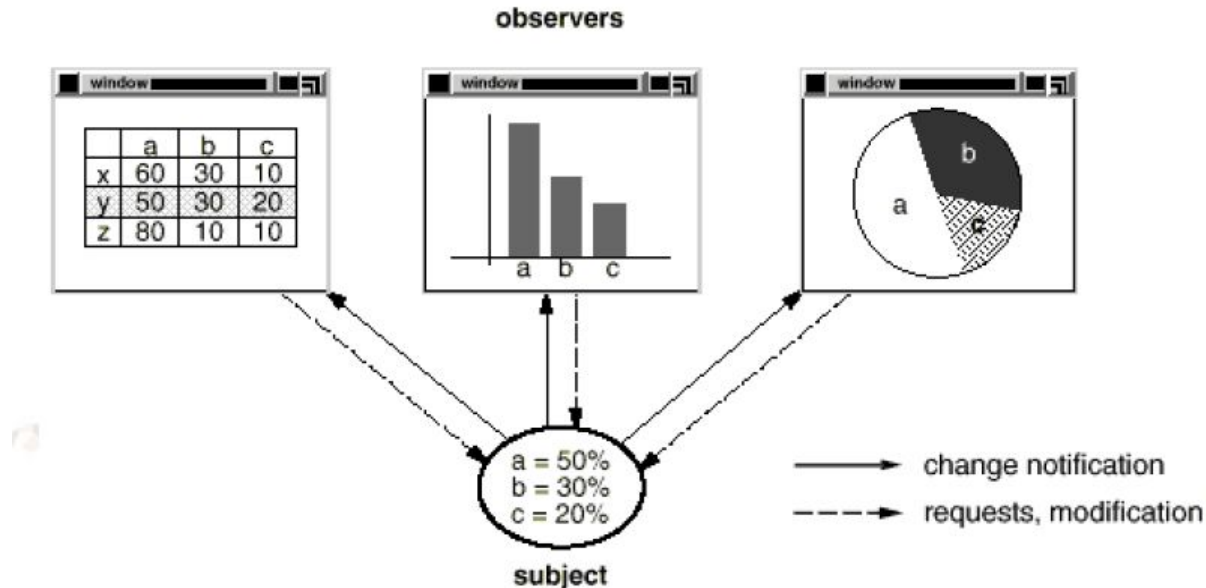 observers
window
window
window
a b c
x 60 30 10
y 50 30 20
z 80 10 10
a b c
a
b
c
a = 50%
b = 30%
c = 20%
change notification
requests, modification
subject